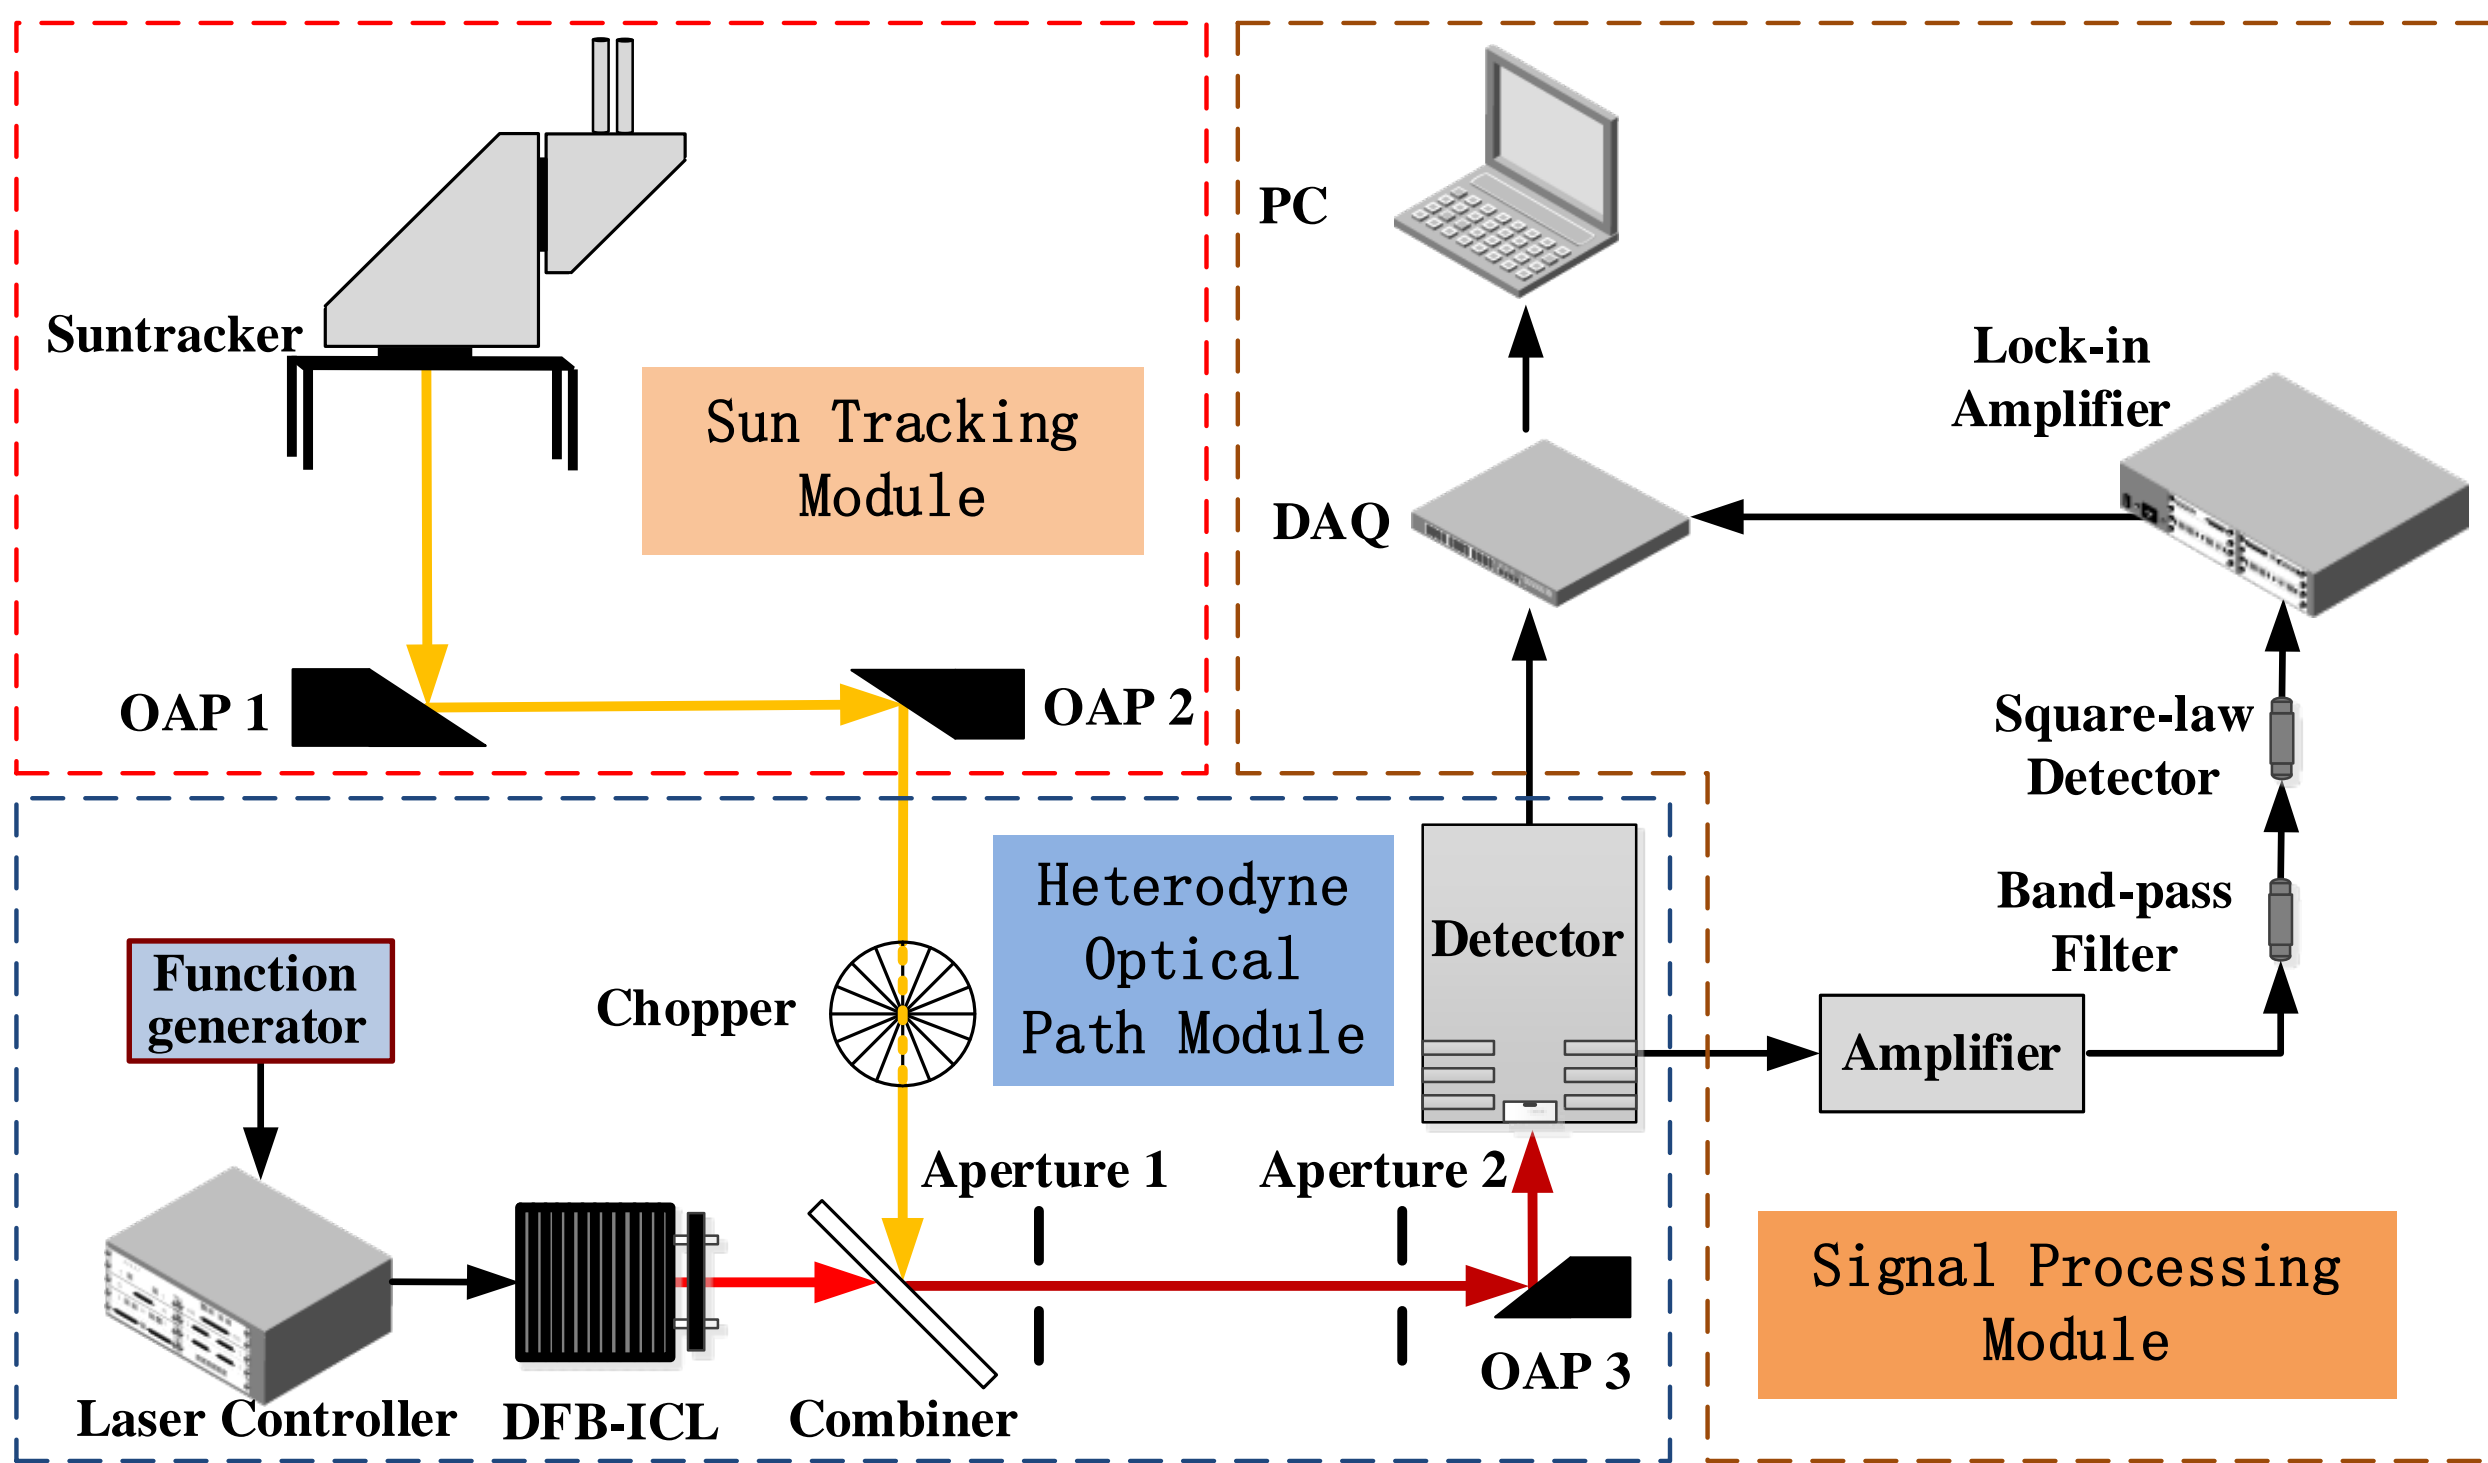 Suntracker
Sun Tracking
Module
OAP 1
OAP 2
PC
Lock-in
Amplifier
DAQ
Square-law
Detector
Band-pass
Filter
Heterodyne
Optical
Path Module
Detector
Function
generator
Chopper
Amplifier
Aperture 1
Aperture 2
Signal Processing
Module
OAP 3
Laser Controller
DFB-ICL
Combiner